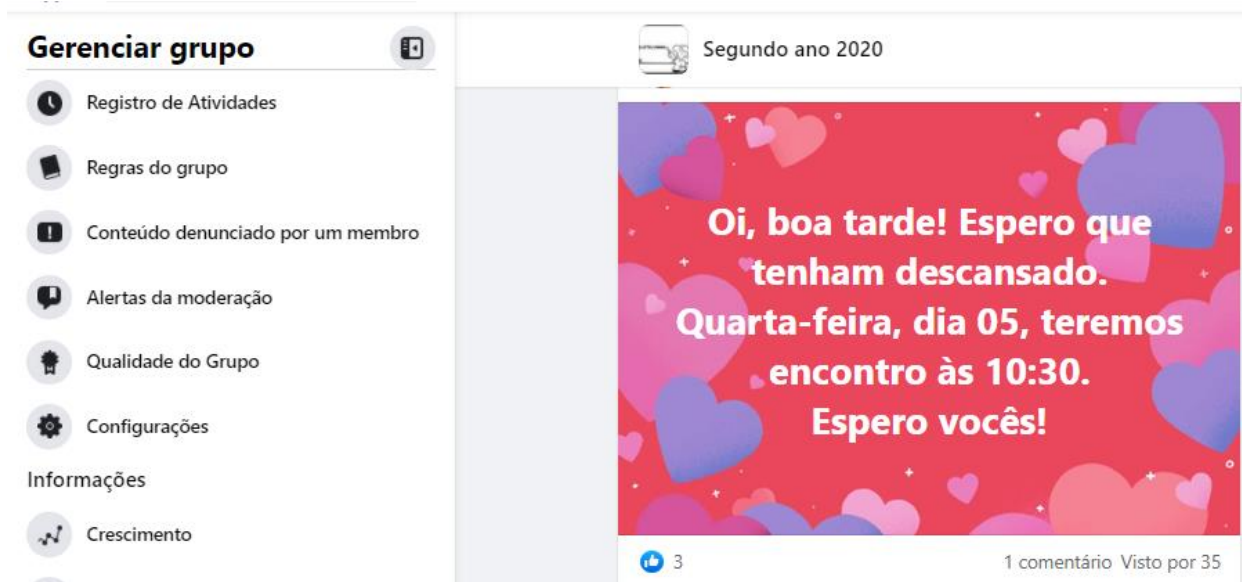 Gerenciar grupo
Registro de Atividades
Regras do grupo
Conteúdo denunciado por um membro
Alertas da moderação
Qualidade do Grupo
Configurações
Informações
Crescimento
Segundo ano 2020
Oi, boa tarde! Espero que
tenham descansado.
Quarta-feira, dia 05, teremos
encontro às 10:30.
Espero vocês!
3
1 comentário Visto por 35